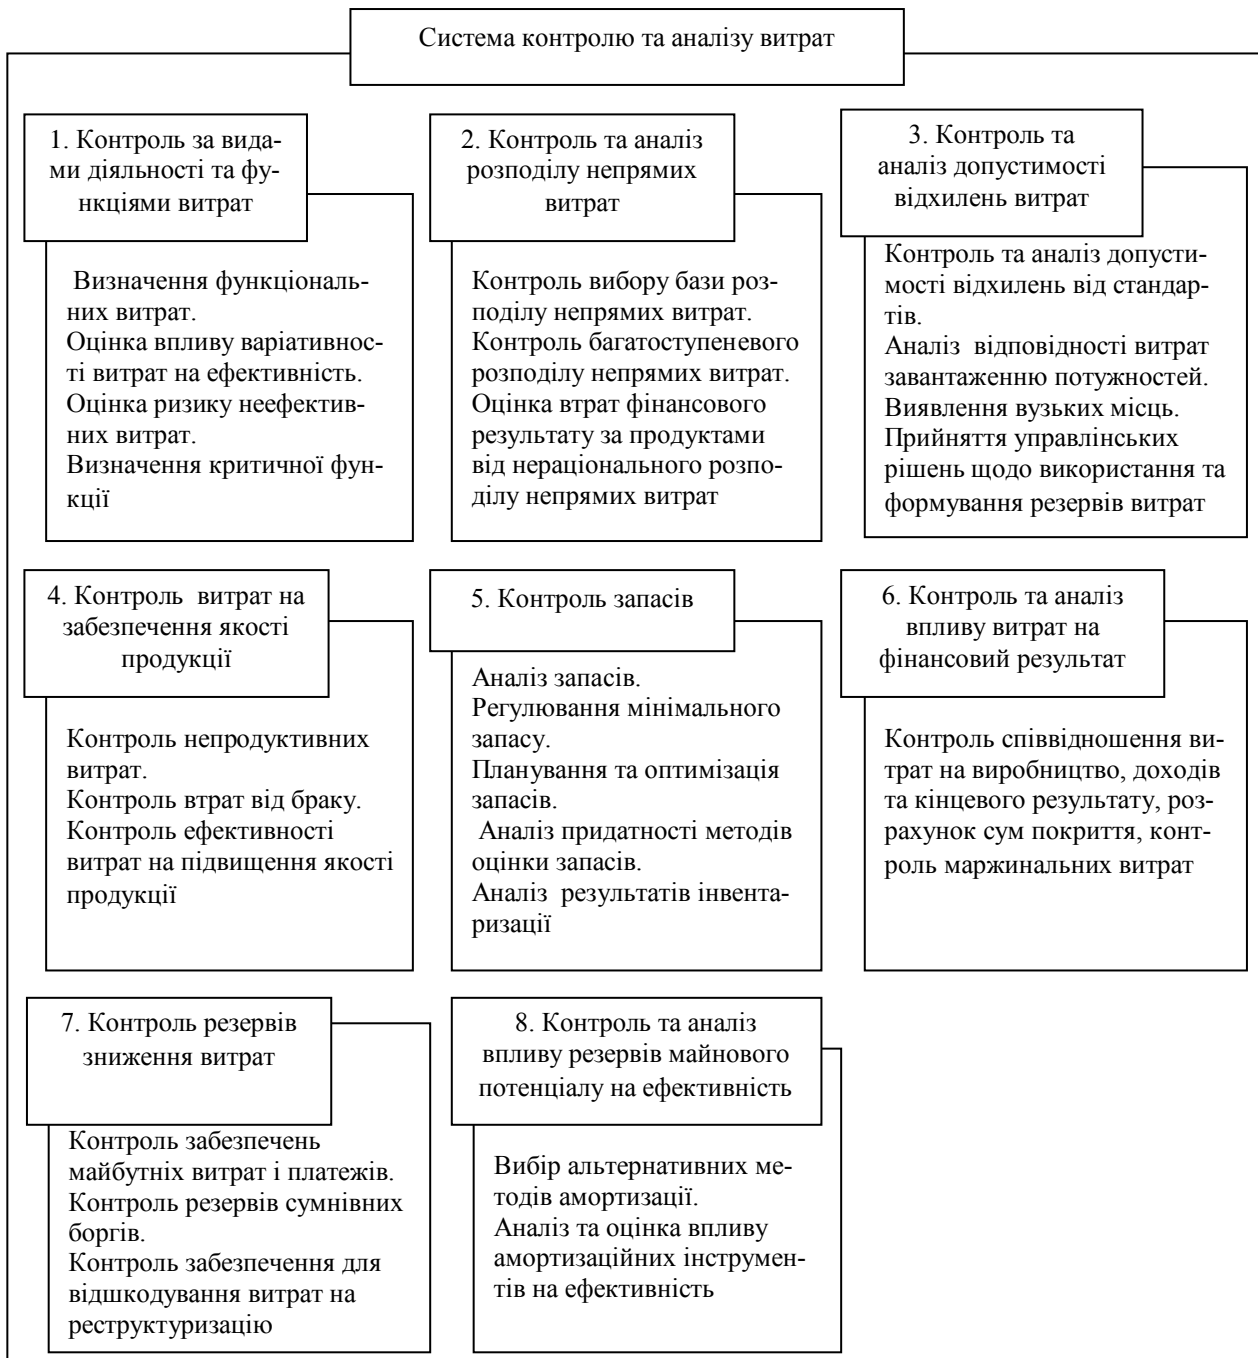 Система контролю та аналізу витрат
1. Контроль за вида-
ми діяльності та фу-
нкціями витрат
Визначення функціональ-
них витрат.
Оцінка впливу варіативнос-
ті витрат на ефективність.
Оцінка ризику неефектив-
них витрат.
Визначення критичної фун-
кції
2. Контроль та аналіз
розподілу непрямих
витрат
Контроль вибору бази роз-
поділу непрямих витрат.
Контроль багатоступеневого
розподілу непрямих витрат.
Оцінка втрат фінансового
результату за продуктами
від нераціонального розпо-
ділу непрямих витрат
3. Контроль та
аналіз допустимості
відхилень витрат
Контроль та аналіз допусти-
мості відхилень від стандар-
тів.
Аналіз відповідності витрат
завантаженню потужностей.
Виявлення вузьких місць.
Прийняття управлінських
рішень щодо використання та
формування резервів витрат
4. Контроль витрат на
забезпечення якості
продукції
Контроль непродуктивних
витрат.
Контроль втрат від браку.
Контроль ефективності
витрат на підвищення якості
продукції
5. Контроль запасів
Аналіз запасів.
Регулювання мінімального
запасу.
Планування та оптимізація
запасів.
Аналіз придатності методів
оцінки запасів.
Аналіз результатів інвента-
ризації
6. Контроль та аналіз
впливу витрат на
фінансовий результат
Контроль співвідношення ви-
трат на виробництво, доходів
та кінцевого результату, роз-
рахунок сум покриття, конт-
роль маржинальних витрат
7. Контроль резервів
зниження витрат
Контроль забезпечень
майбутніх витрат і платежів.
Контроль резервів сумнівних
боргів.
Контроль забезпечення для
відшкодування витрат на
реструктуризацію
8. Контроль та аналіз
впливу резервів майнового
потенціалу на ефективність
Вибір альтернативних ме-
тодів амортизації.
Аналіз та оцінка впливу
амортизаційних інструмен-
тів на ефективність